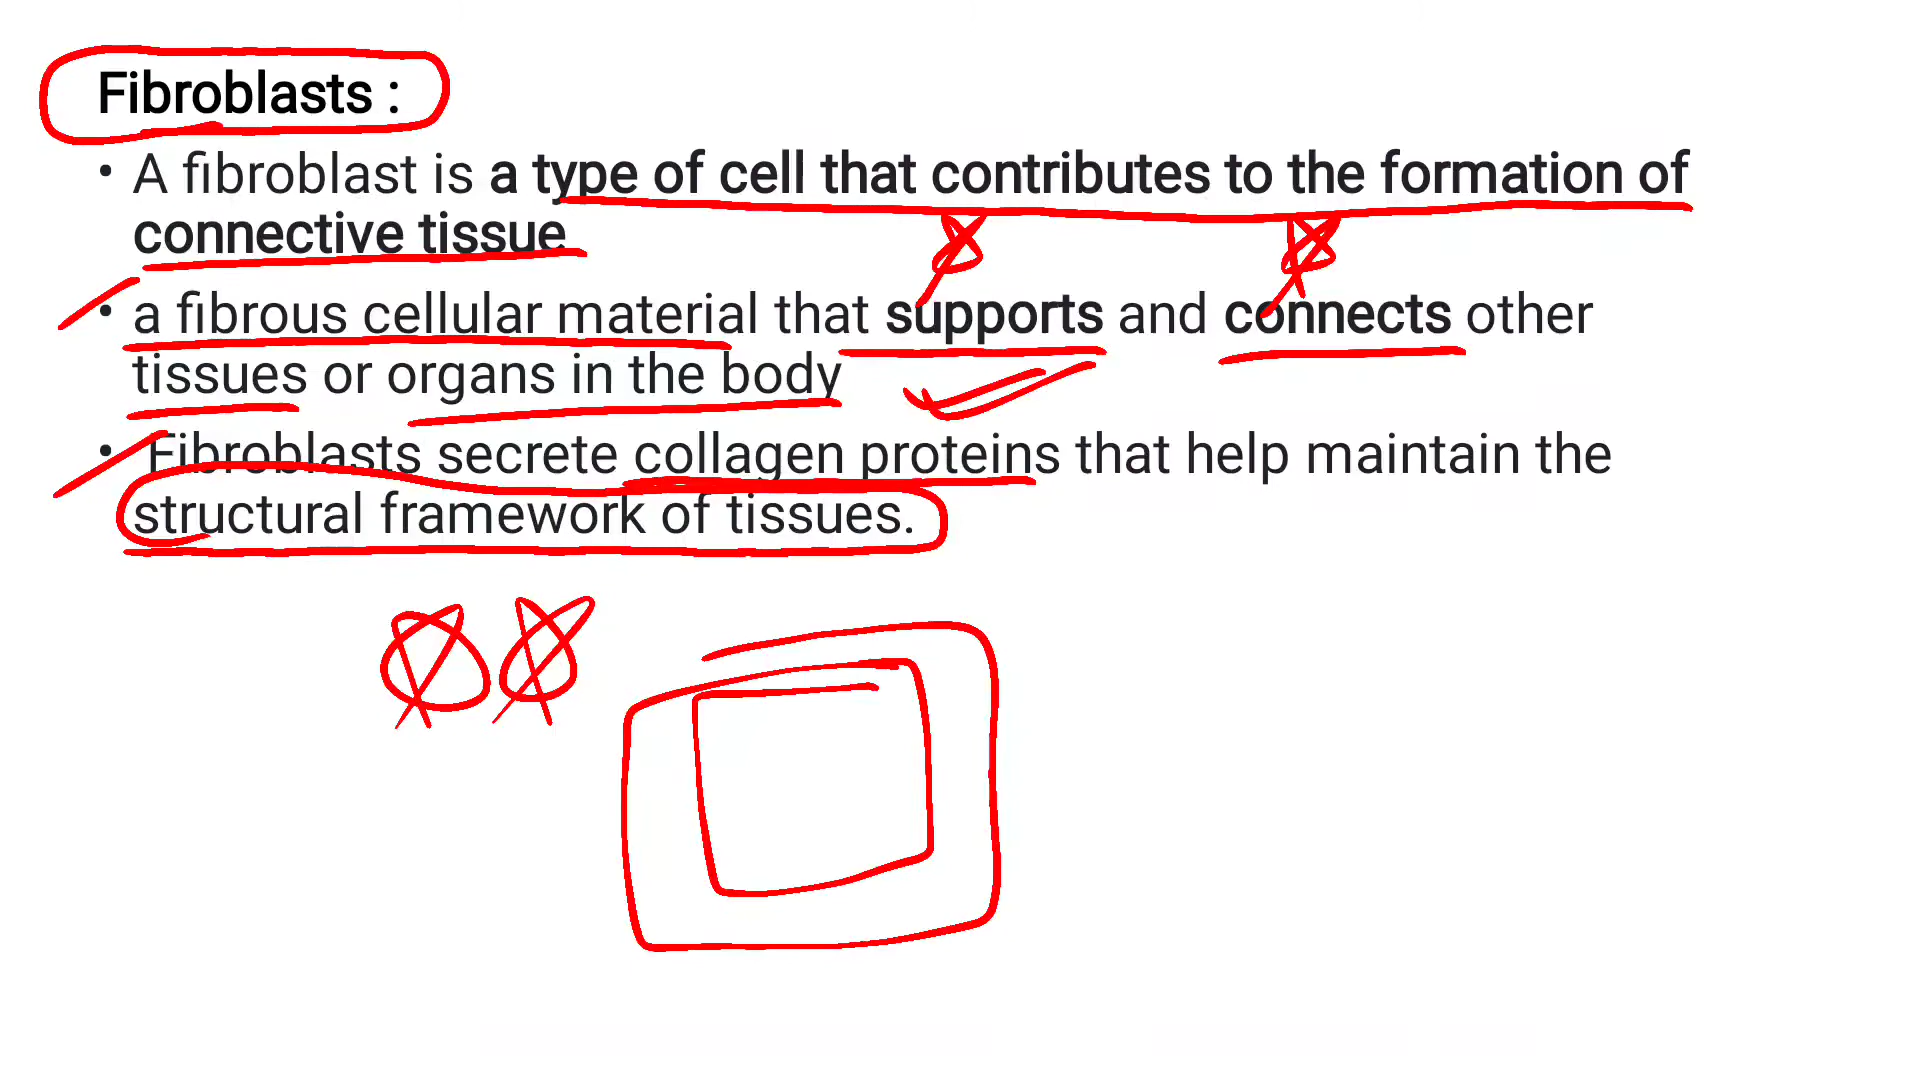 Fibroblasts :
• A fibroblast is a type of cell that contributes to the formation of
connective tissue
• a fibrous cellular material that supports and connects other
tissues or organs in the body
• Fibroblasts secrete collagen proteins that help maintain the
structural framework of tissues.